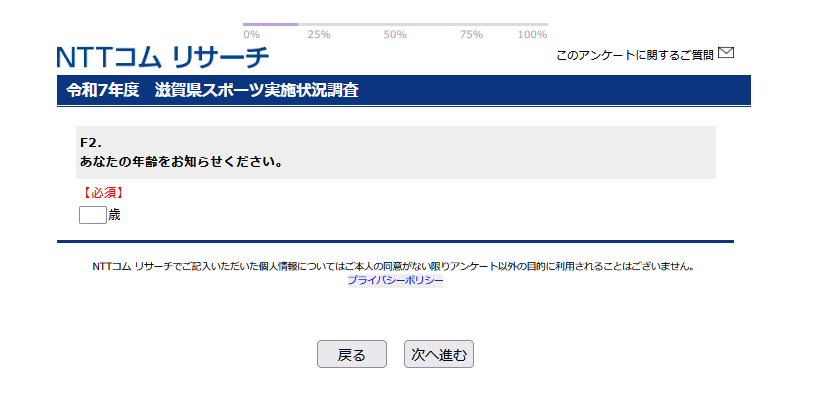 0% 25% 50% 75% 100%
NTTコム リサーチ
このアンケートに関するご質問
令和7年度 滋賀県スポーツ実施状況調査
F2.
あなたの年齢をお知らせください。
【必須】
歳
NTTコム リサーチでご記入いただいた個人情報についてはご本人の同意がない限りアンケート以外の目的に利用されることはございません。
プライバシーポリシー
戻る 次へ進む